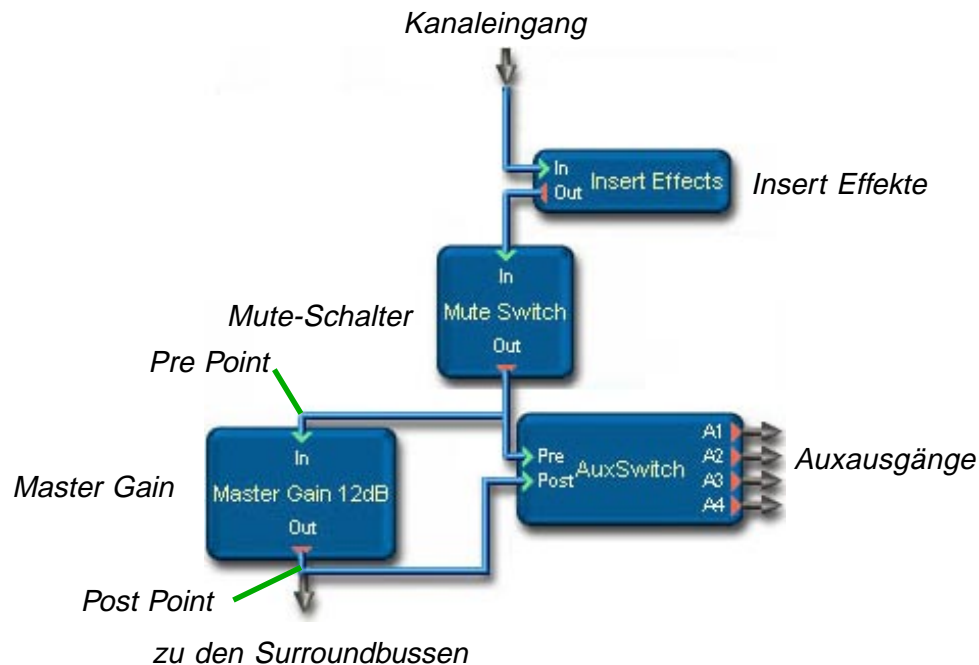 Kanaleingang
In
Out
Insert Effects
Insert Effekte
In
Mute Switch
Out
Mute-Schalter
Pre Point
In
Master Gain 12dB
Out
Master Gain
Pre
Post
AuxSwitch
A1
A2
A3
A4
Auxausgänge
Post Point
zu den Surroundbussen